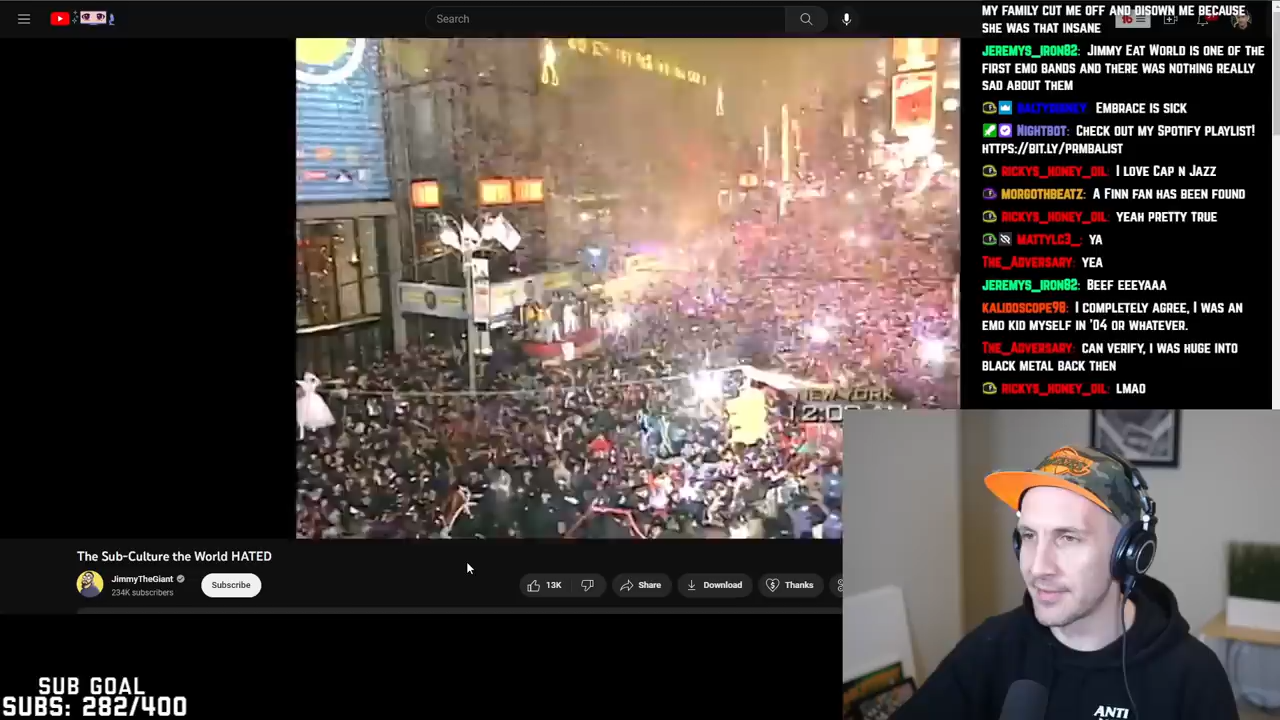 Search
NEW YORK
The Sub-Culture the World HATED
JimmyTheGiant
234K subscribers
Subscribe
13K
Share
Download
Thanks
SUB GOAL
SUBS: 282/400
MY FAMILY CUT ME OFF AND DISOWN ME BECAUSE
SHE WAS THAT INSANE
JEREMYS_IRON82: JIMMY EAT WORLD IS ONE OF THE
FIRST EMO BANDS AND THERE WAS NOTHING REALLY
SAD ABOUT THEM
EMBRACE IS SICK
NIGHTBOT: CHECK OUT MY SPOTIFY PLAYLIST!
HTTPS://BIT.LY/PRMBALIST
RICKYS_HONEY_OIL: I LOVE CAP N JAZZ
MORGOTHBEATZ: A FINN FAN HAS BEEN FOUND
RICKYS_HONEY_OIL: YEAH PRETTY TRUE
MATTYLC3_: YA
THE__ADVERSARY: YEA
JEREMYS_IRON82: BEEF EEEYAAA
KALIDOSCOPE98: I COMPLETELY AGREE, I WAS AN
EMO KID MYSELF IN '04 OR WHATEVER.
THE__ADVERSARY: CAN VERIFY, I WAS HUGE INTO
BLACK METAL BACK THEN
RICKYS_HONEY_OIL: LMAO
ANTI